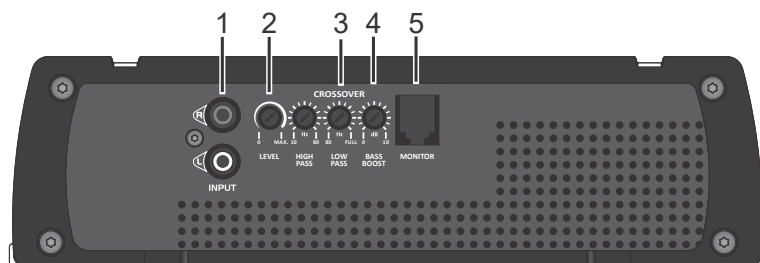 1 2 3 4 5
CROSSOVER
R
0 MAX. 10 Hz 80 80 Hz FULL 0 dB 10
LEVEL HIGH PASS LOW PASS BASS BOOST MONITOR
L
INPUT